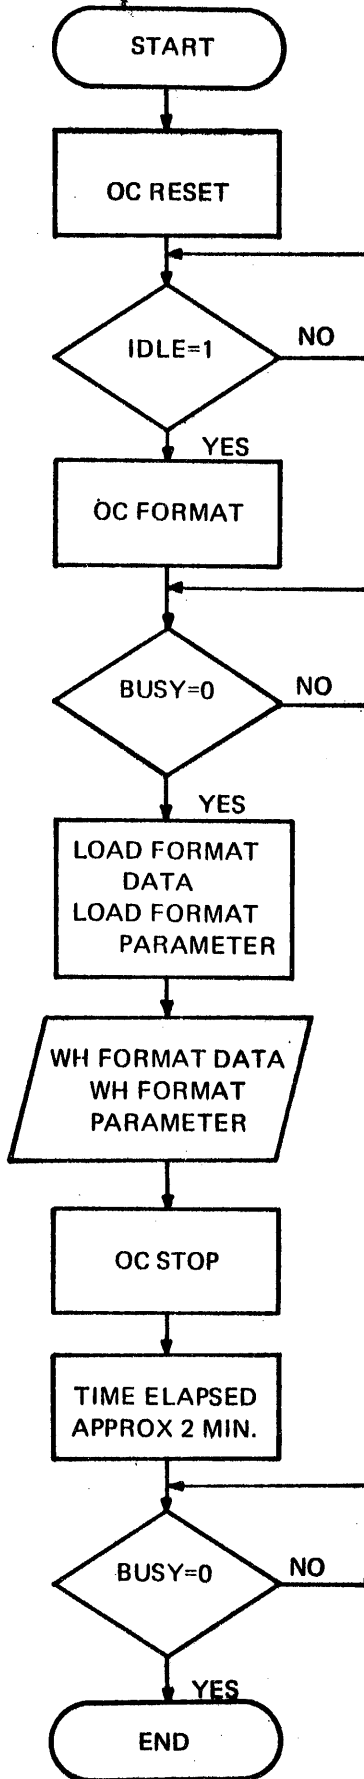 START
OC RESET
IDLE=1
NO
YES
OC FORMAT
BUSY=0
NO
YES
LOAD FORMAT
DATA
LOAD FORMAT
PARAMETER
WH FORMAT DATA
WH FORMAT
PARAMETER
OC STOP
TIME ELAPSED
APPROX 2 MIN.
BUSY=0
NO
YES
END